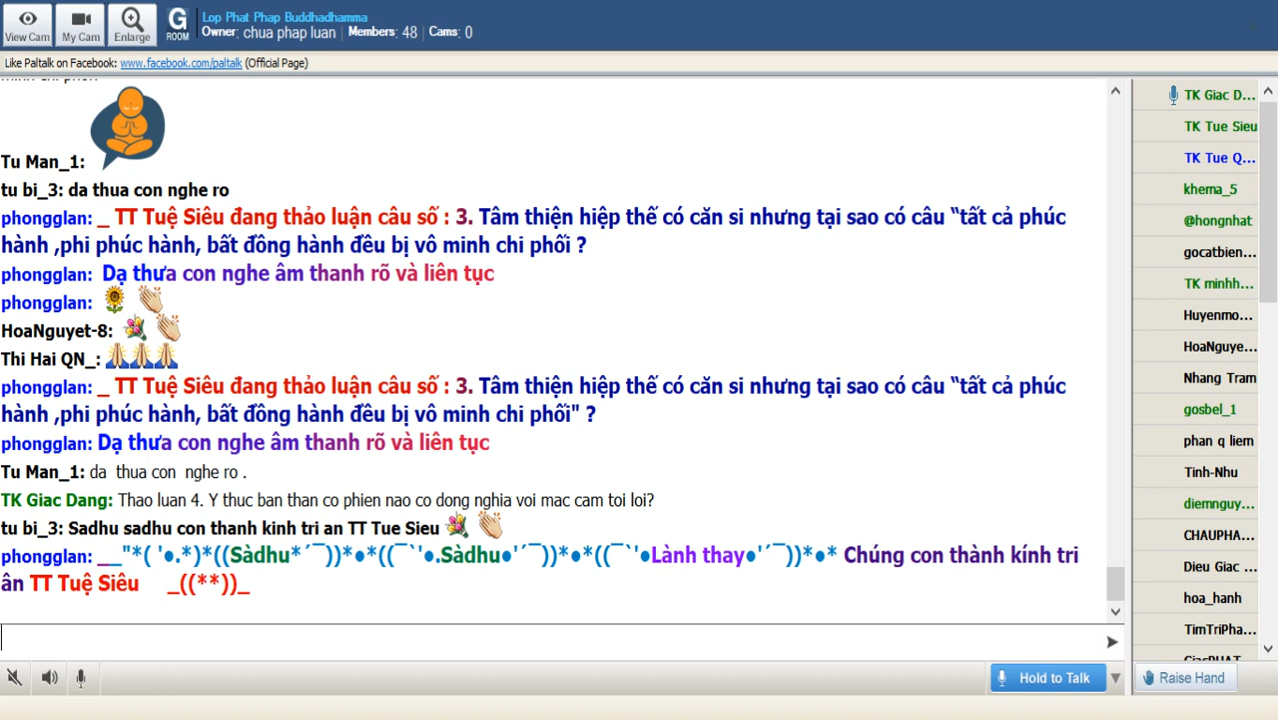 Lop Phat Phap Buddhadhamma
Owner: chua phap luan | Members: 48 | Cams: 0
View Cam
My Cam
Enlarge
G
ROOM
Like Paltalk on Facebook: www.facebook.com/paltalk (Official Page)
Tu Man_1:
tu bi_3: da thua con nghe ro
phongglan: _ TT Tuệ Siêu đang thảo luận câu số : 3. Tâm thiện hiệp thế có căn si nhưng tại sao có câu “tất cả phúc
hành ,phi phúc hành, bất đồng hành đều bị vô minh chi phối ?
phongglan: Dạ thưa con nghe âm thanh rõ và liên tục
phongglan:
HoaNguyet-8:
Thi Hai QN_:
phongglan: _ TT Tuệ Siêu đang thảo luận câu số : 3. Tâm thiện hiệp thế có căn si nhưng tại sao có câu “tất cả phúc
hành ,phi phúc hành, bất đồng hành đều bị vô minh chi phối" ?
phongglan: Dạ thưa con nghe âm thanh rõ và liên tục
Tu Man_1: da thua con nghe ro .
TK Giac Dang: Thao luan 4. Y thuc ban than co phien nao co dong nghia voi mac cam toi loi?
tu bi_3: Sadhu sadhu con thanh kinh tri an TT Tue Sieu
phongglan: __"*( '●.*)*((Sàdhu*´¯))*●*((¯`'●.Sàdhu●'´¯))*●*((¯`'●Lành thay●'´¯))*●* Chúng con thành kính tri
ân TT Tuệ Siêu _((**))_
Hold to Talk
TK Giac D...
TK Tue Sieu
TK Tue Q...
khema_5
@hongnhat
gocatbien...
TK minhh...
Huyenmo...
HoaNguye...
Nhang Tram
gosbel_1
phan q liem
Tinh-Nhu
diemnguy...
CHAUPHA...
Dieu Giac ...
hoa_hanh
TimTriPha...
Raise Hand